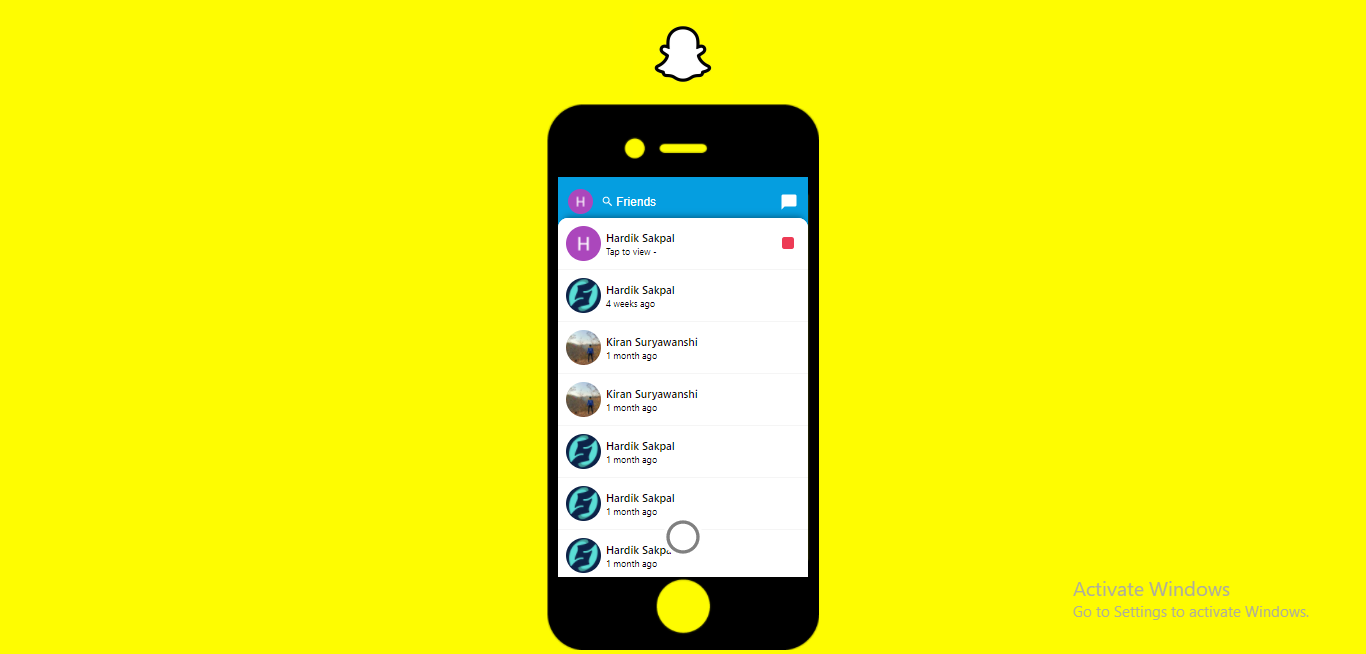 H Friends
H
Hardik Sakpal
Tap to view -
Hardik Sakpal
4 weeks ago
Kiran Suryawanshi
1 month ago
Kiran Suryawanshi
1 month ago
Hardik Sakpal
1 month ago
Hardik Sakpal
1 month ago
Hardik Sakpa
1 month ago
Activate Windows
Go to Settings to activate Windows.